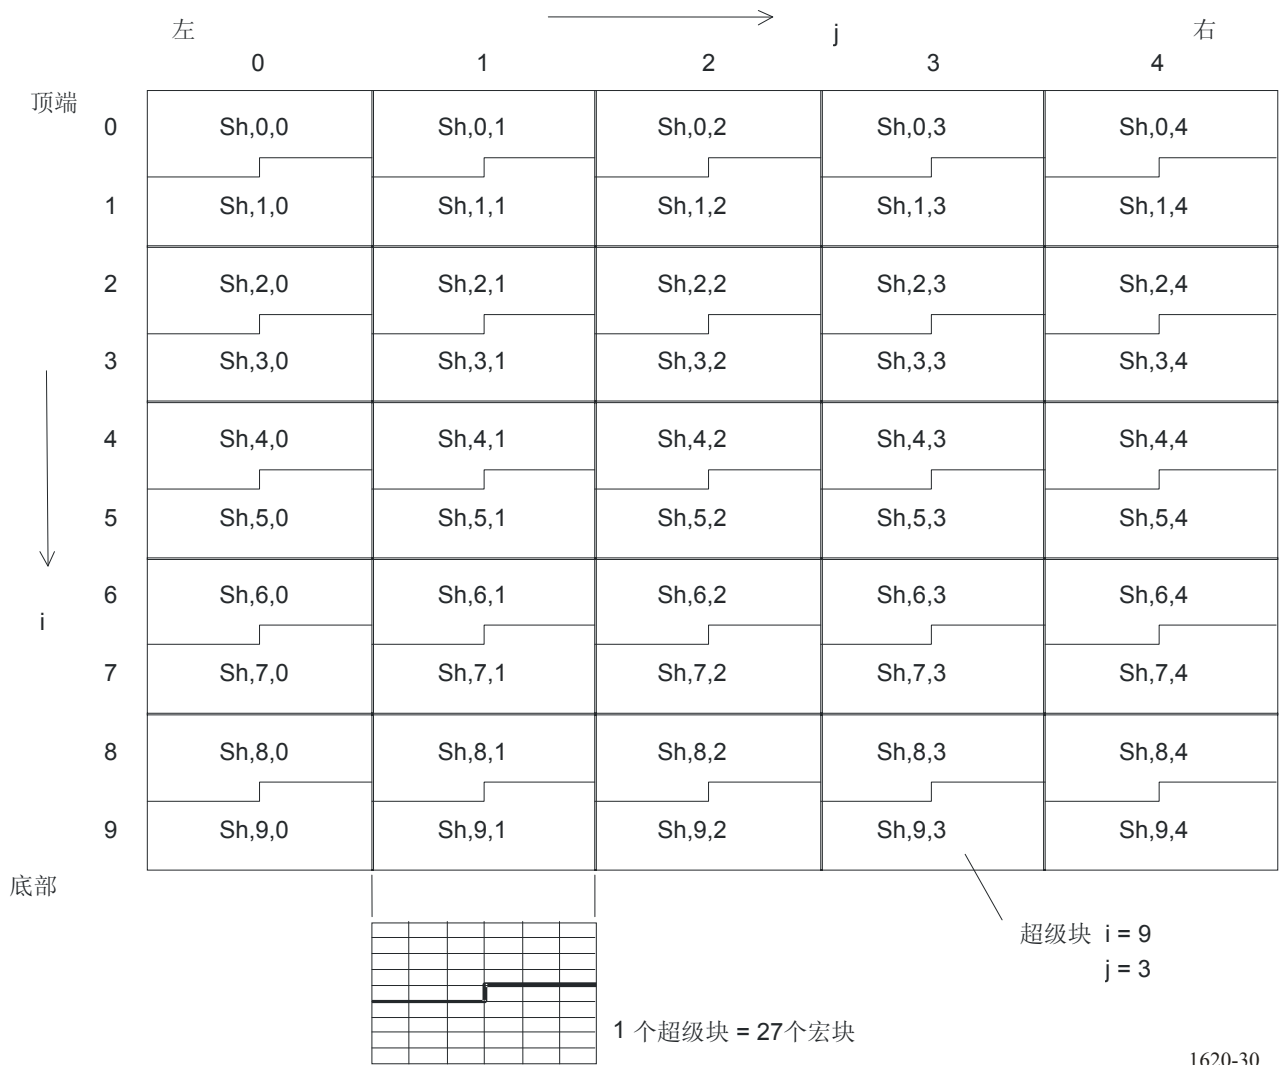 左 j 右
0 1 2 3 4
顶端
0 Sh,0,0 Sh,0,1 Sh,0,2 Sh,0,3 Sh,0,4
1 Sh,1,0 Sh,1,1 Sh,1,2 Sh,1,3 Sh,1,4
2 Sh,2,0 Sh,2,1 Sh,2,2 Sh,2,3 Sh,2,4
3 Sh,3,0 Sh,3,1 Sh,3,2 Sh,3,3 Sh,3,4
4 Sh,4,0 Sh,4,1 Sh,4,2 Sh,4,3 Sh,4,4
5 Sh,5,0 Sh,5,1 Sh,5,2 Sh,5,3 Sh,5,4
6 Sh,6,0 Sh,6,1 Sh,6,2 Sh,6,3 Sh,6,4
i
7 Sh,7,0 Sh,7,1 Sh,7,2 Sh,7,3 Sh,7,4
8 Sh,8,0 Sh,8,1 Sh,8,2 Sh,8,3 Sh,8,4
9 Sh,9,0 Sh,9,1 Sh,9,2 Sh,9,3 Sh,9,4
底部
超级块 i = 9
j = 3
1 个超级块 = 27个宏块
1620-30